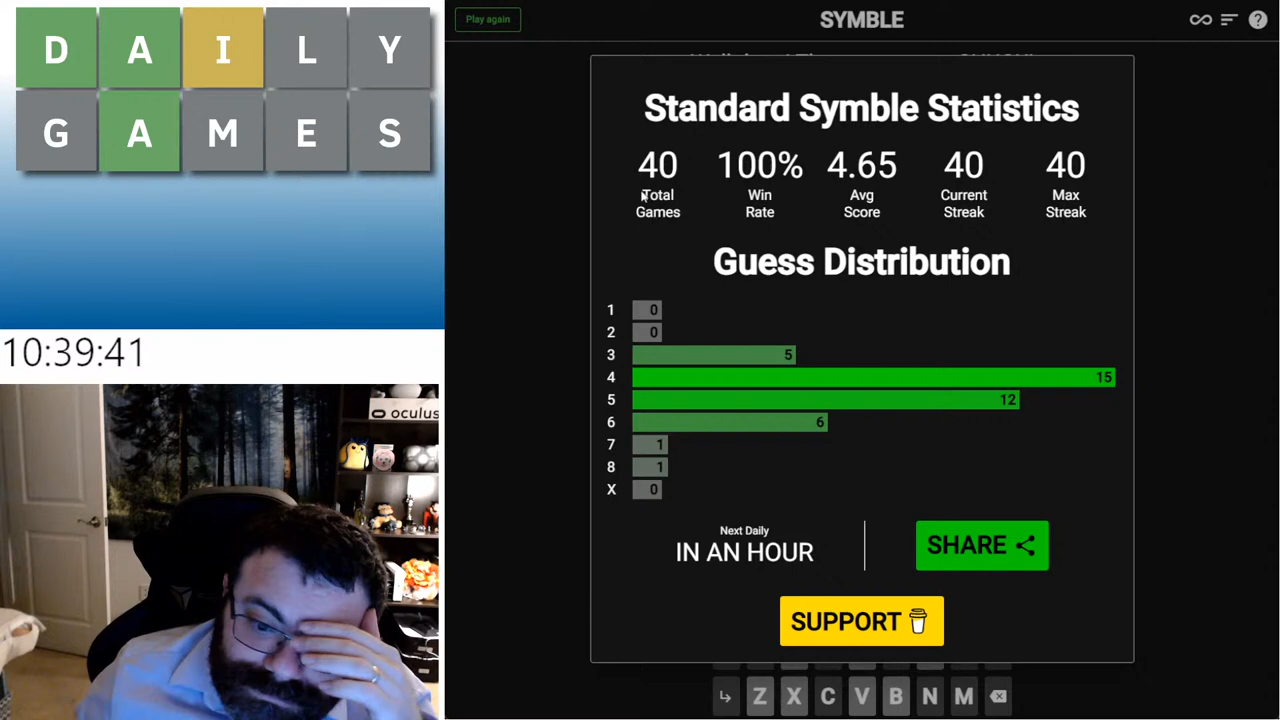 DAILY
GAMES
10:39:41
oculus
Play again
SYMBLE
?
Standard Symble Statistics
40 100% 4.65 40 40
Total Games Win Rate Avg Score Current Streak Max Streak
Guess Distribution
1 0
2 0
3 5
4 15
5 12
6 6
7 1
8 1
X 0
Next Daily
IN AN HOUR
SHARE
SUPPORT
Z X C V B N M